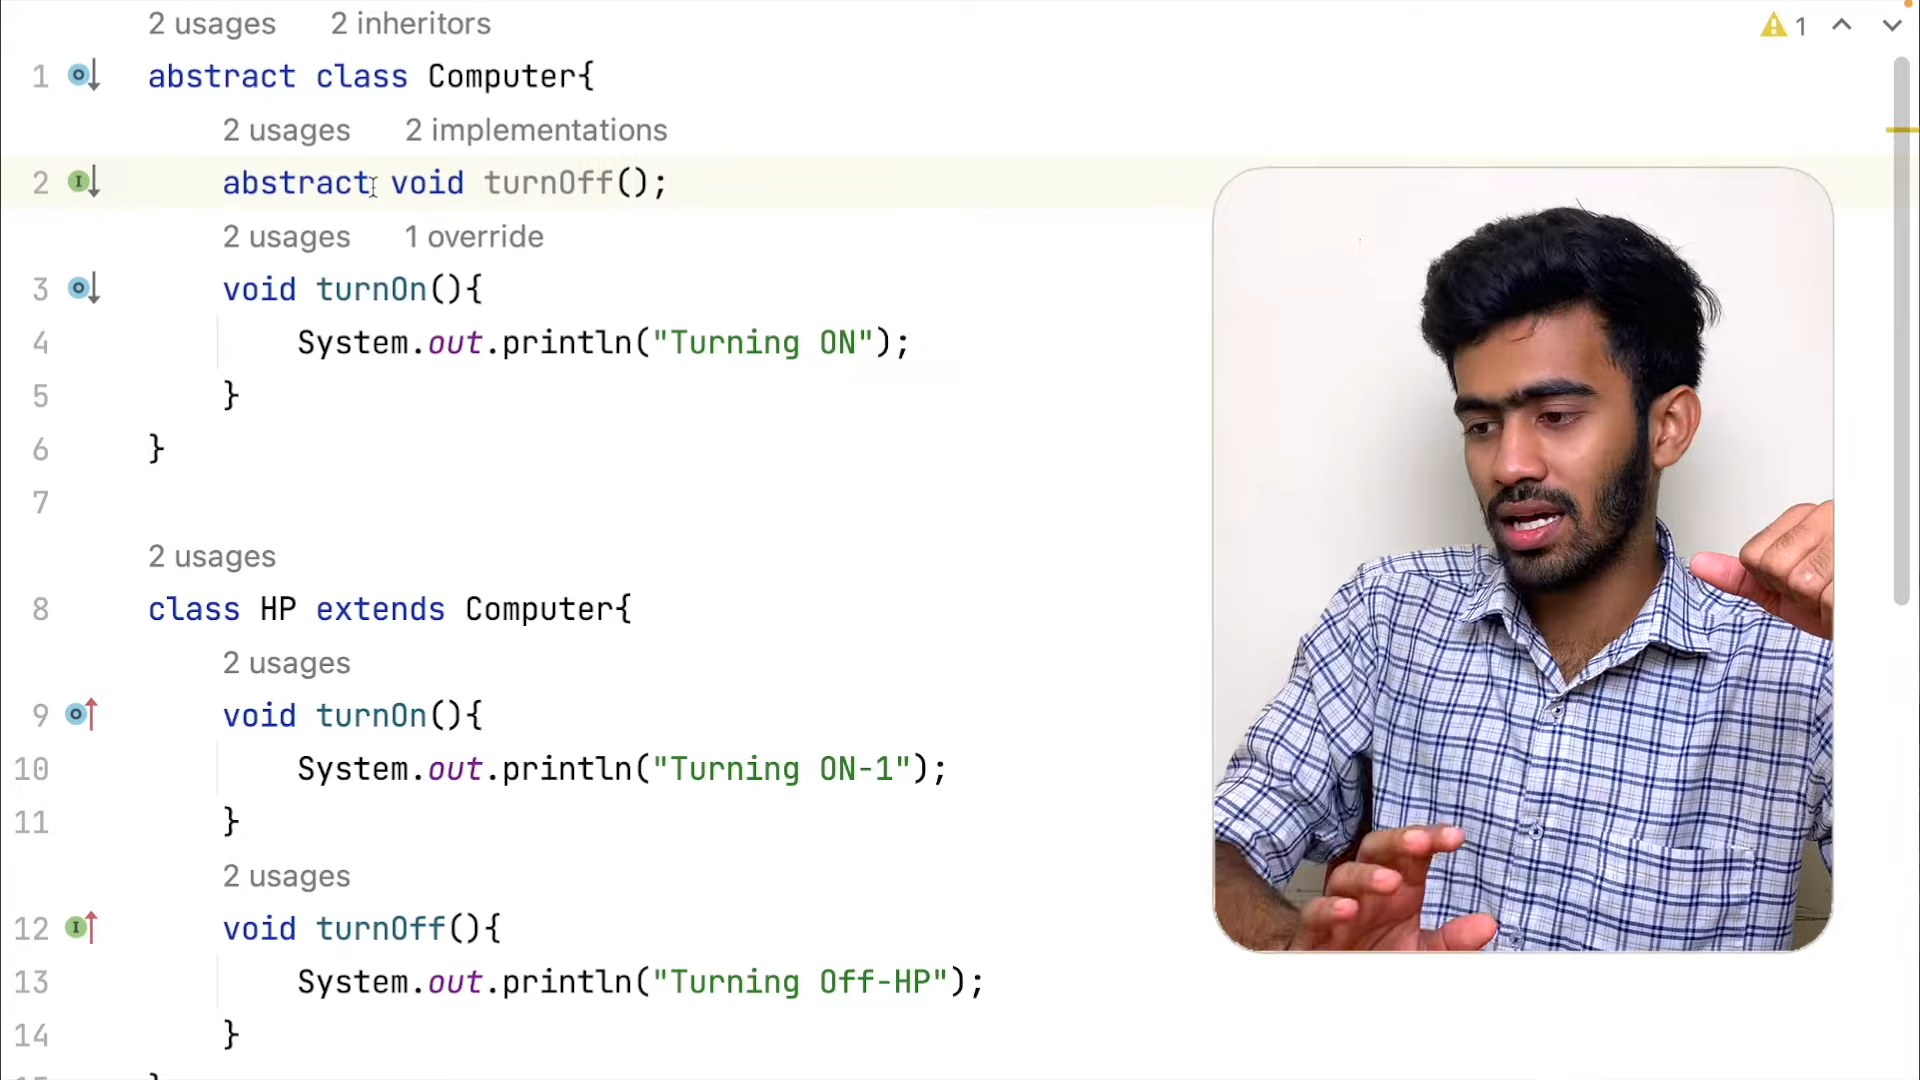 2 usages 2 inheritors
1
1 abstract class Computer{
2 usages 2 implementations
2 abstract void turnOff();
2 usages 1 override
3 void turnOn(){
4 System.out.println("Turning ON");
5 }
6 }
7
2 usages
8 class HP extends Computer{
2 usages
9 void turnOn(){
10 System.out.println("Turning ON-1");
11 }
2 usages
12 void turnOff(){
13 System.out.println("Turning Off-HP");
14 }